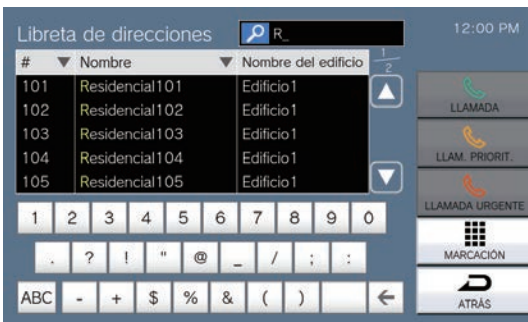 Libreta de direcciones R_ 12:00 PM
# Nombre Nombre del edificio 1/2
101 Residencial101 Edificio1
102 Residencial102 Edificio1
103 Residencial103 Edificio1
104 Residencial104 Edificio1
105 Residencial105 Edificio1
LLAMADA
LLAM. PRIORIT.
LLAMADA URGENTE
MARCACIÓN
ATRÁS
1 2 3 4 5 6 7 8 9 0
. ? ! " @ _ / ; :
ABC - + $ % & ( ) ←